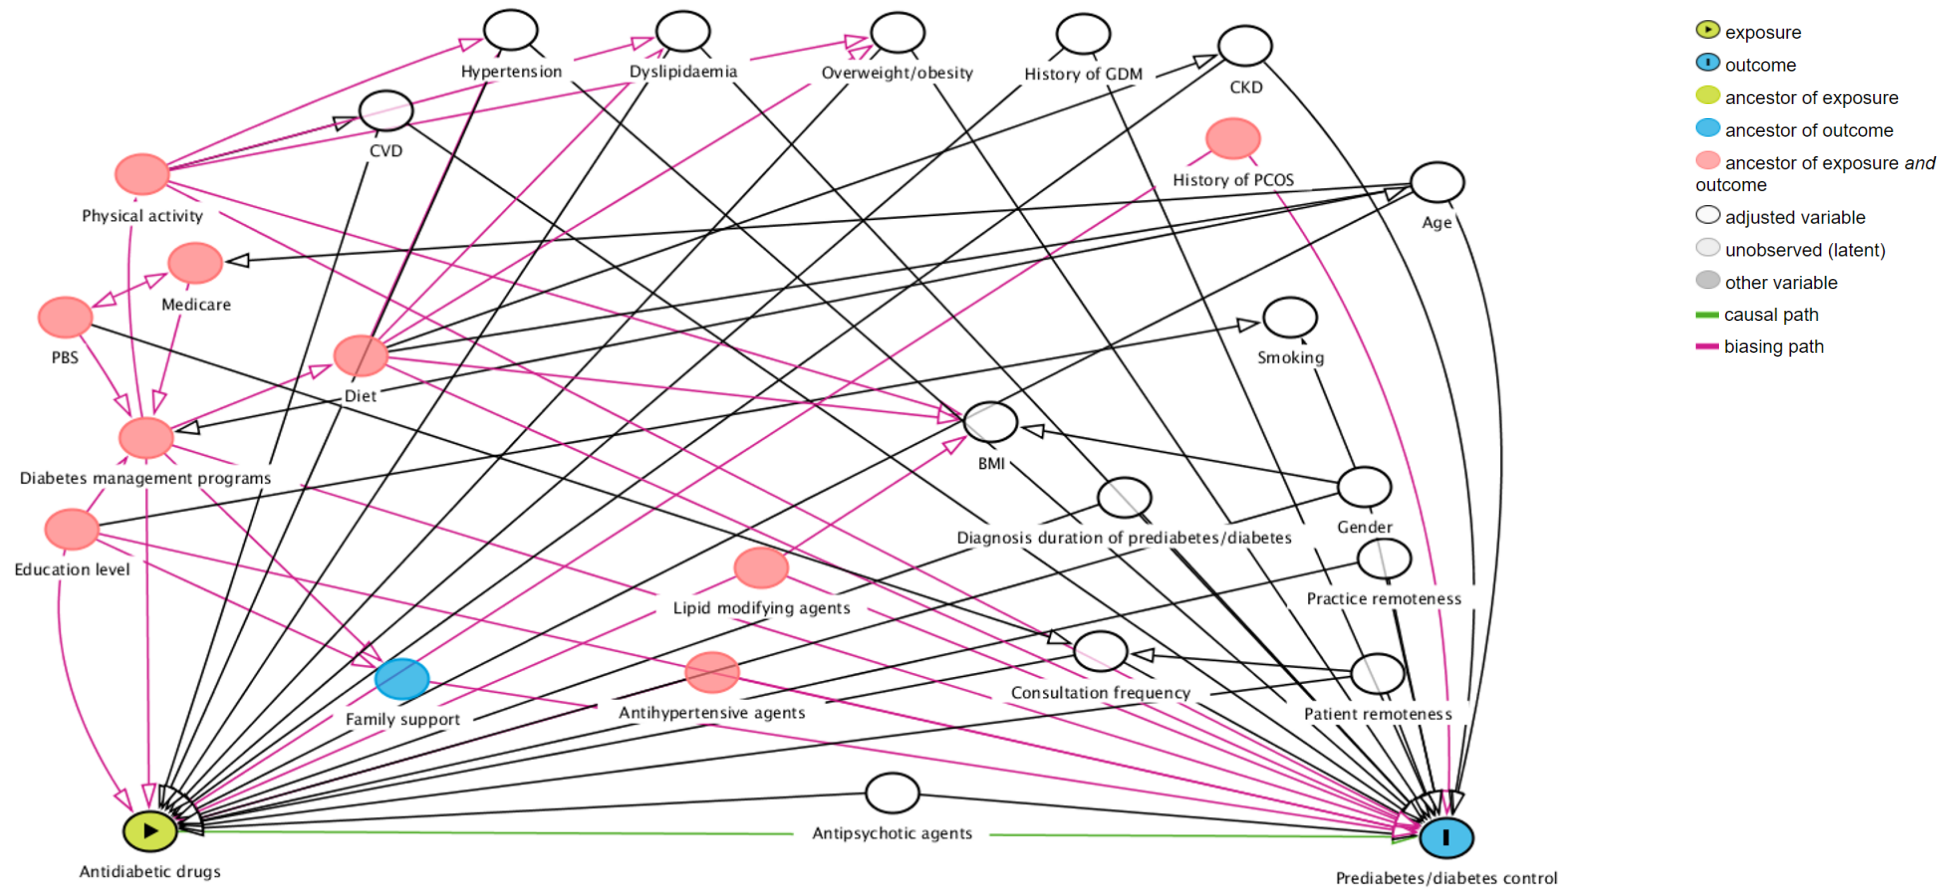 Hypertension
Dyslipidaemia
Overweight/obesity
History of GDM
CKD
CVD
History of PCOS
Physical activity
Age
Medicare
PBS
Smoking
Diet
BMI
Diabetes management programs
Gender
Diagnosis duration of prediabetes/diabetes
Education level
Practice remoteness
Lipid modifying agents
Consultation frequency
Family support
Antihypertensive agents
Patient remoteness
Antipsychotic agents
Antidiabetic drugs
Prediabetes/diabetes control
exposure
outcome
ancestor of exposure
ancestor of outcome
ancestor of exposure and
outcome
adjusted variable
unobserved (latent)
other variable
causal path
biasing path